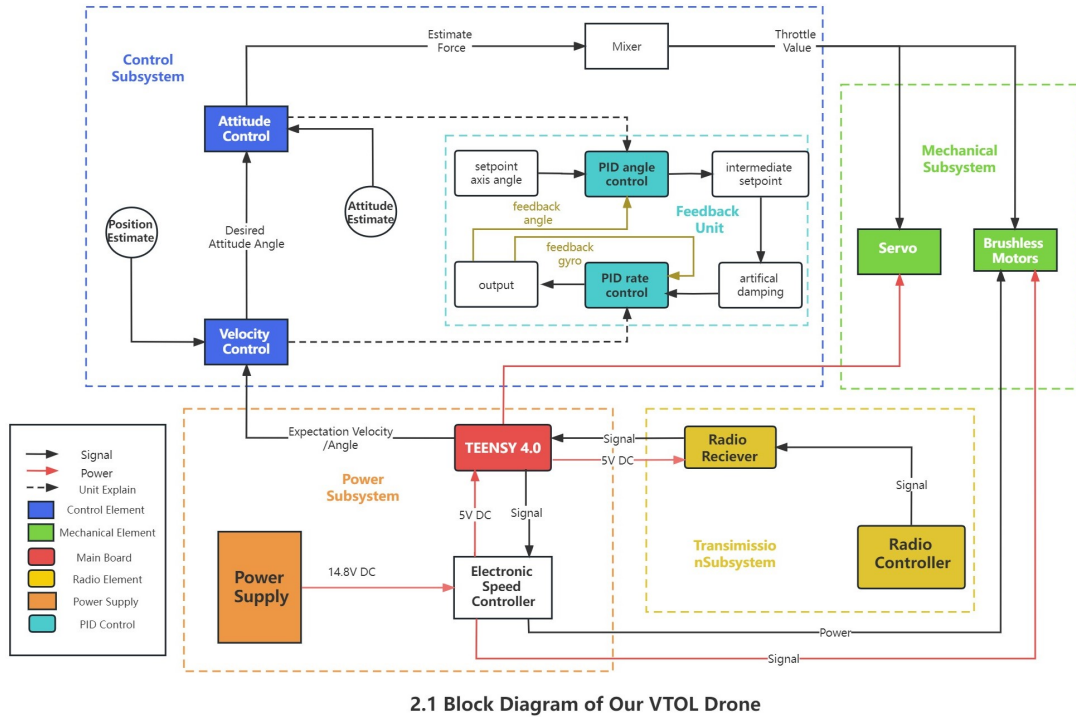 Estimate
Force
Mixer
Throttle
Value
Control
Subsystem
Attitude
Control
Mechanical
Subsystem
setpoint
axis angle
PID angle
control
intermediate
setpoint
feedback
angle
Feedback
Unit
Position
Estimate
Attitude
Estimate
Desired
Attitude Angle
feedback
gyro
Servo
Brushless
Motors
output
PID rate
control
artifical
damping
Velocity
Control
Expectation Velocity
/Angle
TEENSY 4.0
Signal
5V DC
Radio
Reciever
Signal
Power
Unit Explain
Control Element
Mechanical Element
Main Board
Radio Element
Power Supply
PID Control
Power
Subsystem
5V DC
Signal
Signal
Transimissio
nSubsystem
Radio
Controller
Power
Supply
14.8V DC
Electronic
Speed
Controller
Power
Signal
2.1 Block Diagram of Our VTOL Drone